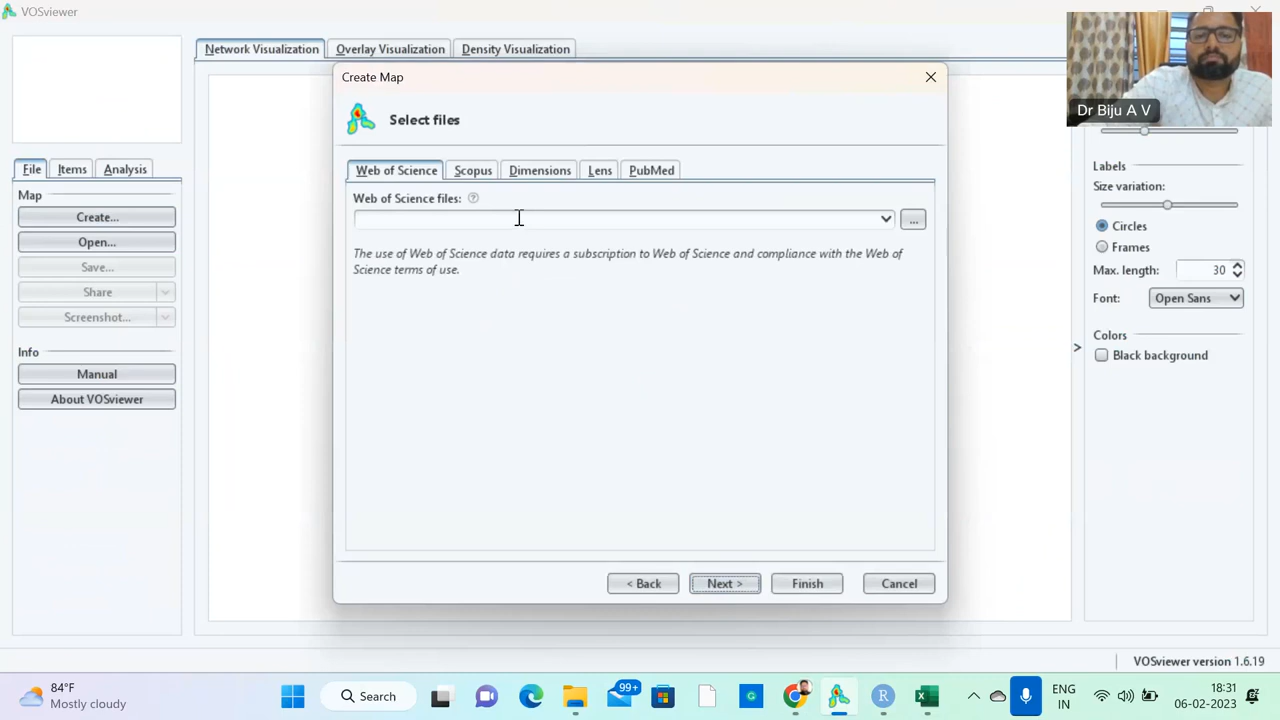 VOSviewer
Network Visualization
Overlay Visualization
Density Visualization
Create Map
Select files
Dr Biju A V
File
Items
Analysis
Map
Create...
Open...
Save...
Share
Screenshot...
Info
Manual
About VOSviewer
Web of Science
Scopus
Dimensions
Lens
PubMed
Web of Science files:
...
The use of Web of Science data requires a subscription to Web of Science and compliance with the Web of
Science terms of use.
< Back
Next >
Finish
Cancel
Labels
Size variation:
Circles
Frames
Max. length:
30
Font:
Open Sans
Colors
Black background
>
VOSviewer version 1.6.19
84°F
Mostly cloudy
Search
99+
ENG
IN
18:31
06-02-2023